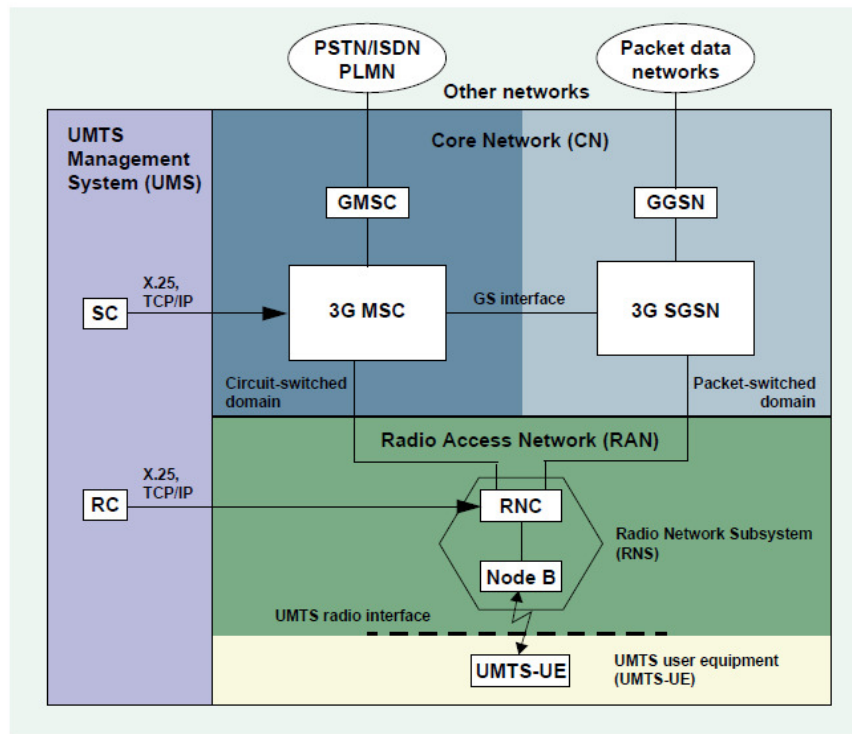 PSTN/ISDN
PLMN
Packet data
networks
Other networks
UMTS
Management
System (UMS)
Core Network (CN)
GMSC
GGSN
X.25,
TCP/IP
SC
3G MSC
GS interface
3G SGSN
Circuit-switched
domain
Packet-switched
domain
Radio Access Network (RAN)
X.25,
TCP/IP
RC
RNC
Radio Network Subsystem
(RNS)
Node B
UMTS radio interface
UMTS-UE
UMTS user equipment
(UMTS-UE)